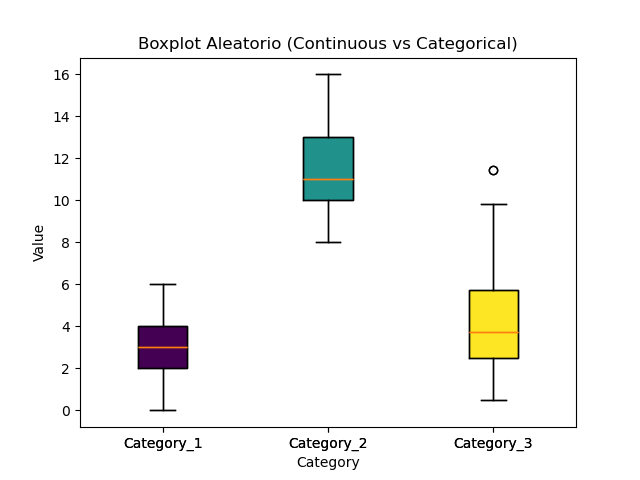 Boxplot Aleatorio (Continuous vs Categorical)
16
14
12
10
8
6
4
2
0
Value
Category_1 Category_2 Category_3
Category